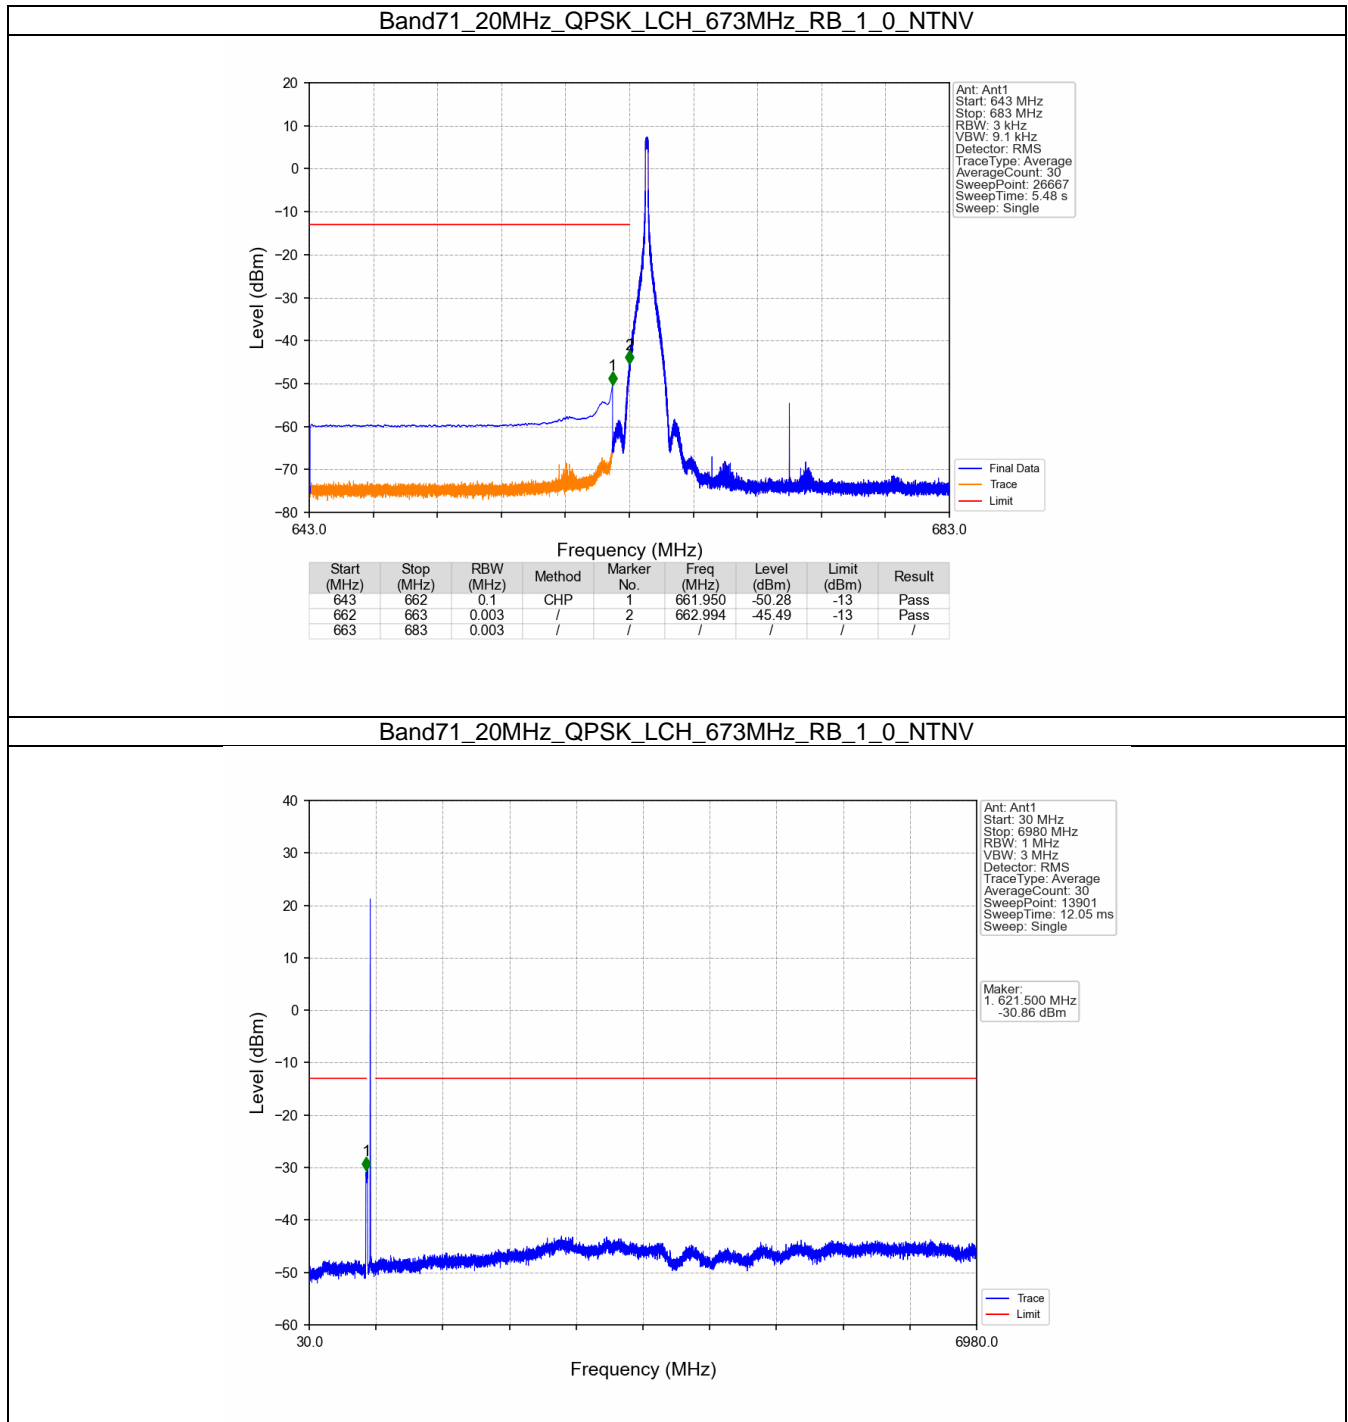 Band71_20MHz_QPSK_LCH_673MHz_RB_1_0_NTNV
20
10
0
−10
−20
−30
−40
−50
−60
−70
−80
Level (dBm)
1
2
643.0
683.0
Frequency (MHz)
Ant: Ant1
Start: 643 MHz
Stop: 683 MHz
RBW: 3 kHz
VBW: 9.1 kHz
Detector: RMS
TraceType: Average
AverageCount: 30
SweepPoint: 26667
SweepTime: 5.48 s
Sweep: Single
Final Data
Trace
Limit
Start (MHz) Stop (MHz) RBW (MHz) Method Marker No. Freq (MHz) Level (dBm) Limit (dBm) Result
643 662 0.1 CHP 1 661.950 -50.28 -13 Pass
662 663 0.003 / 2 662.994 -45.49 -13 Pass
663 683 0.003 / / / / / /
Band71_20MHz_QPSK_LCH_673MHz_RB_1_0_NTNV
40
30
20
10
0
−10
−20
−30
−40
−50
−60
Level (dBm)
1
30.0
6980.0
Frequency (MHz)
Ant: Ant1
Start: 30 MHz
Stop: 6980 MHz
RBW: 1 MHz
VBW: 3 MHz
Detector: RMS
TraceType: Average
AverageCount: 30
SweepPoint: 13901
SweepTime: 12.05 ms
Sweep: Single
Maker:
1. 621.500 MHz
-30.86 dBm
Trace
Limit